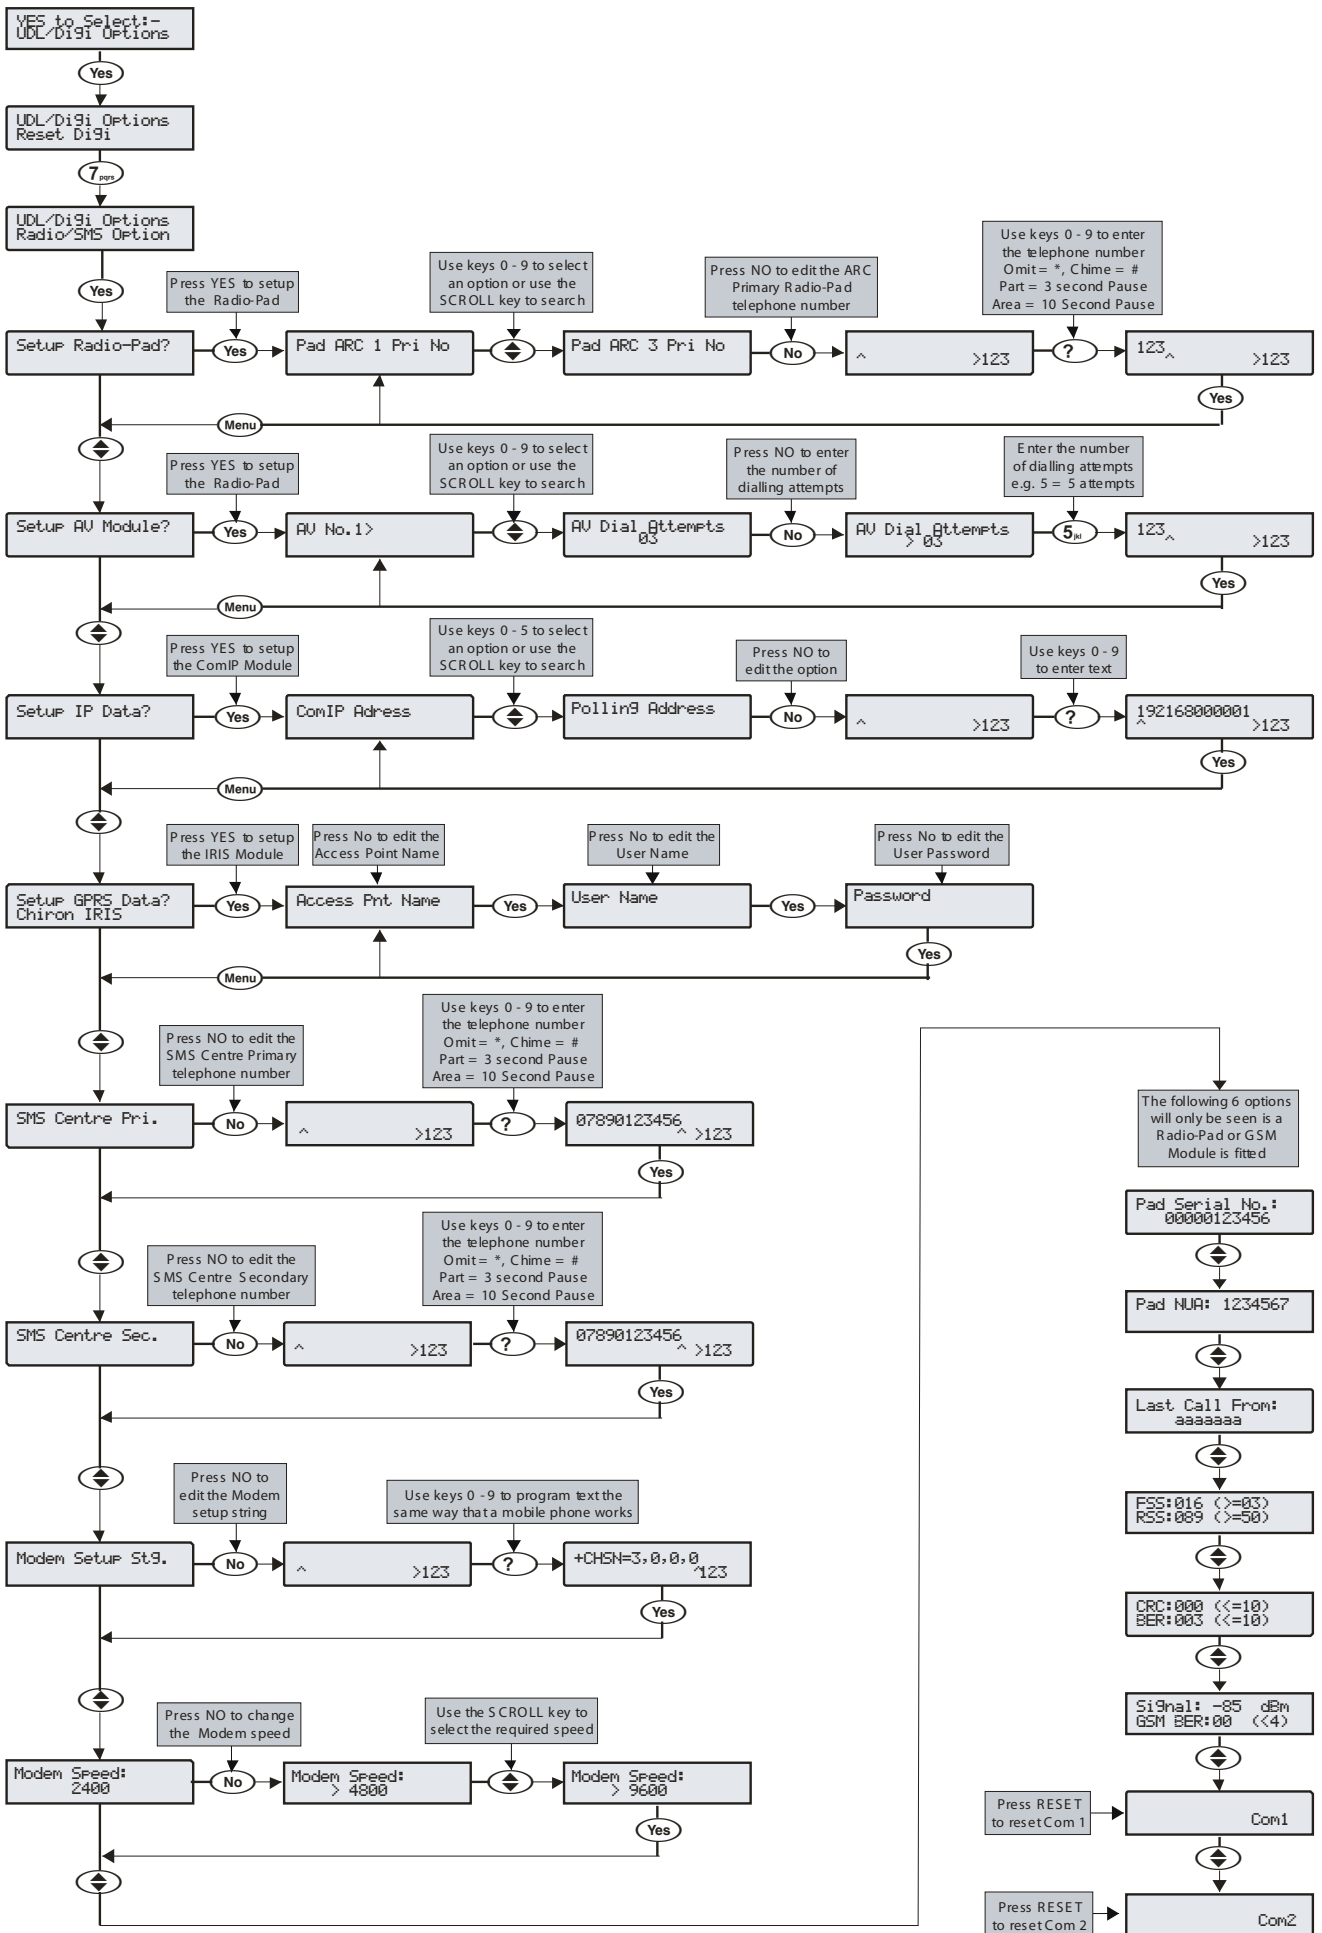 YES to Select:-
UDL/Digi Options
Yes
UDL/Digi Options
Reset Digi
7pqrs
UDL/Digi Options
Radio/SMS Option
Yes
Press YES to setup
the Radio-Pad
Use keys 0 - 9 to select
an option or use the
SCROLL key to search
Press NO to edit the ARC
Primary Radio-Pad
telephone number
Use keys 0 - 9 to enter
the telephone number
Omit = *, Chime = #
Part = 3 second Pause
Area = 10 Second Pause
Setup Radio-Pad?
Yes
Pad ARC 1 Pri No
Pad ARC 3 Pri No
No
^ >123
?
123^ >123
Yes
Menu
Press YES to setup
the Radio-Pad
Use keys 0 - 9 to select
an option or use the
SCROLL key to search
Press NO to enter
the number of
dialling attempts
Enter the number
of dialling attempts
e.g. 5 = 5 attempts
Setup AV Module?
Yes
AV No.1>
AV Dial Attempts
03
No
AV Dial Attempts
> 03
5jkl
123^ >123
Yes
Menu
Press YES to setup
the ComIP Module
Use keys 0 - 5 to select
an option or use the
SCROLL key to search
Press NO to
edit the option
Use keys 0 - 9
to enter text
Setup IP Data?
Yes
ComIP Adress
Polling Address
No
^ >123
?
192168000001
^ >123
Yes
Menu
Press YES to setup
the IRIS Module
Press No to edit the
Access Point Name
Press No to edit the
User Name
Press No to edit the
User Password
Setup GPRS Data?
Chiron IRIS
Yes
Access Pnt Name
Yes
User Name
Yes
Password
Yes
Menu
Press NO to edit the
SMS Centre Primary
telephone number
Use keys 0 - 9 to enter
the telephone number
Omit = *, Chime = #
Part = 3 second Pause
Area = 10 Second Pause
SMS Centre Pri.
No
^ >123
?
07890123456
^ >123
Yes
Press NO to edit the
SMS Centre Secondary
telephone number
Use keys 0 - 9 to enter
the telephone number
Omit = *, Chime = #
Part = 3 second Pause
Area = 10 Second Pause
SMS Centre Sec.
No
^ >123
?
07890123456
^ >123
Yes
Press NO to
edit the Modem
setup string
Use keys 0 - 9 to program text the
same way that a mobile phone works
Modem Setup Stg.
No
^ >123
?
+CHSN=3,0,0,0
^123
Yes
Press NO to change
the Modem speed
Use the SCROLL key to
select the required speed
Modem Speed:
2400
No
Modem Speed:
> 4800
Modem Speed:
> 9600
Yes
The following 6 options
will only be seen is a
Radio-Pad or GSM
Module is fitted
Pad Serial No.:
00000123456
Pad NUA: 1234567
Last Call From:
aaaaaaa
FSS:016 (>=03)
RSS:089 (>=50)
CRC:000 (<=10)
BER:003 (<=10)
Signal: -85 dBm
GSM BER:00 (<4)
Press RESET
to reset Com 1
Com1
Press RESET
to reset Com 2
Com2